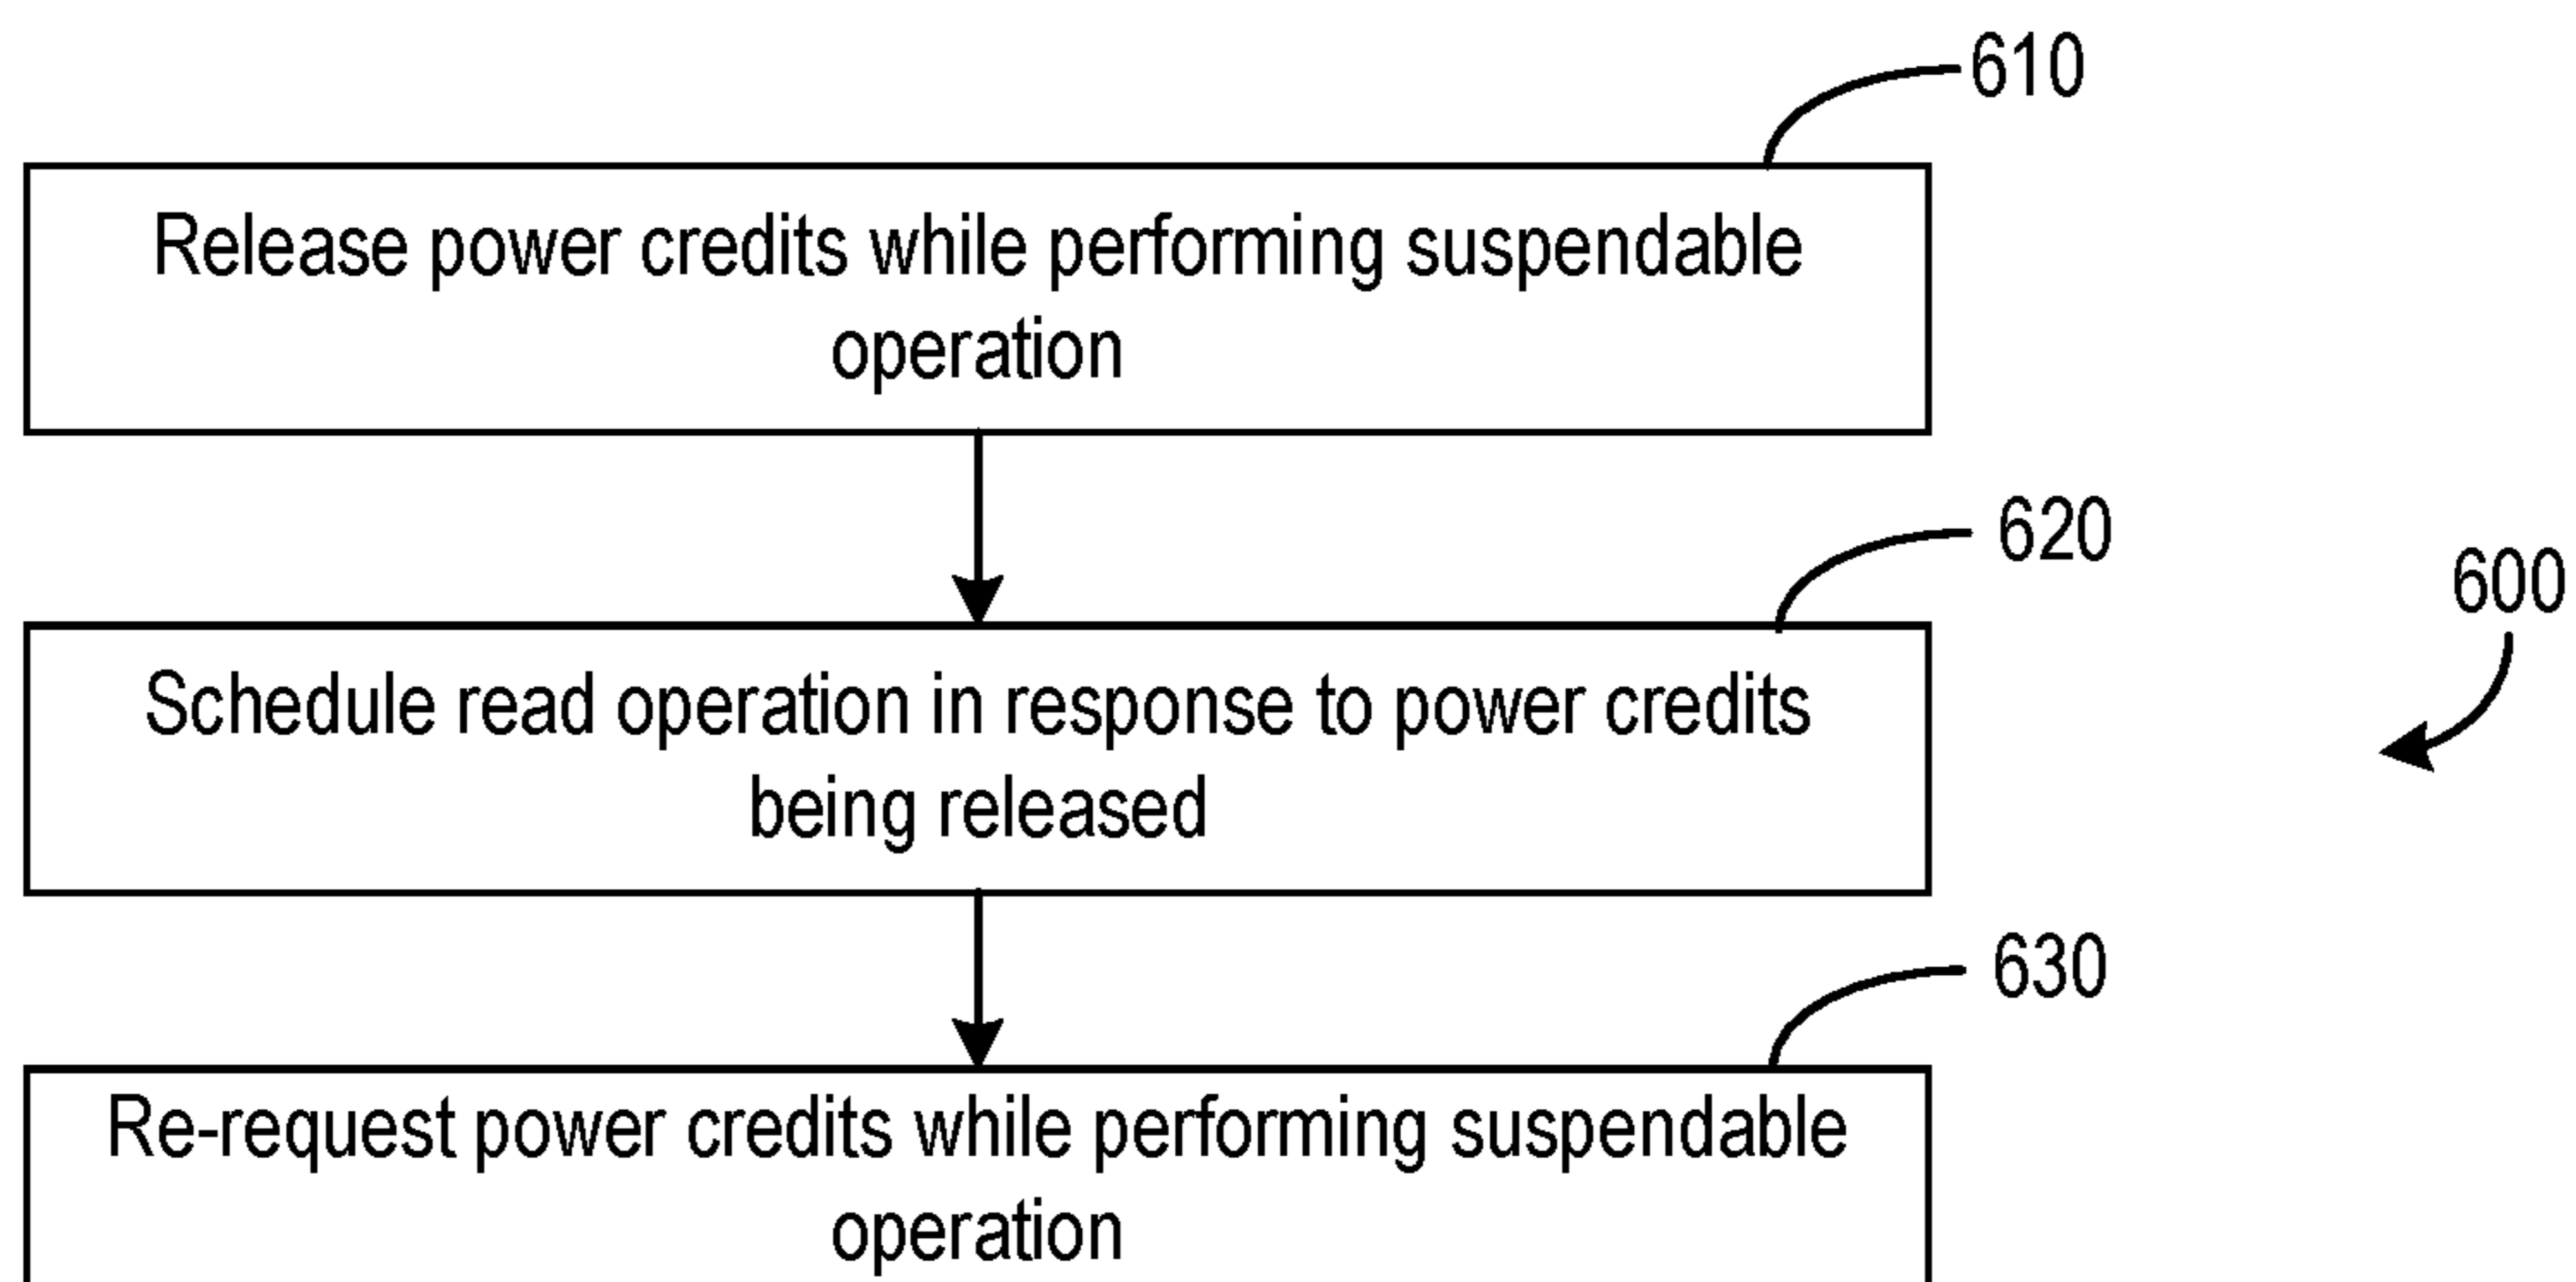 610
Release power credits while performing suspendable
operation
620
600
Schedule read operation in response to power credits
being released
630
Re-request power credits while performing suspendable
operation